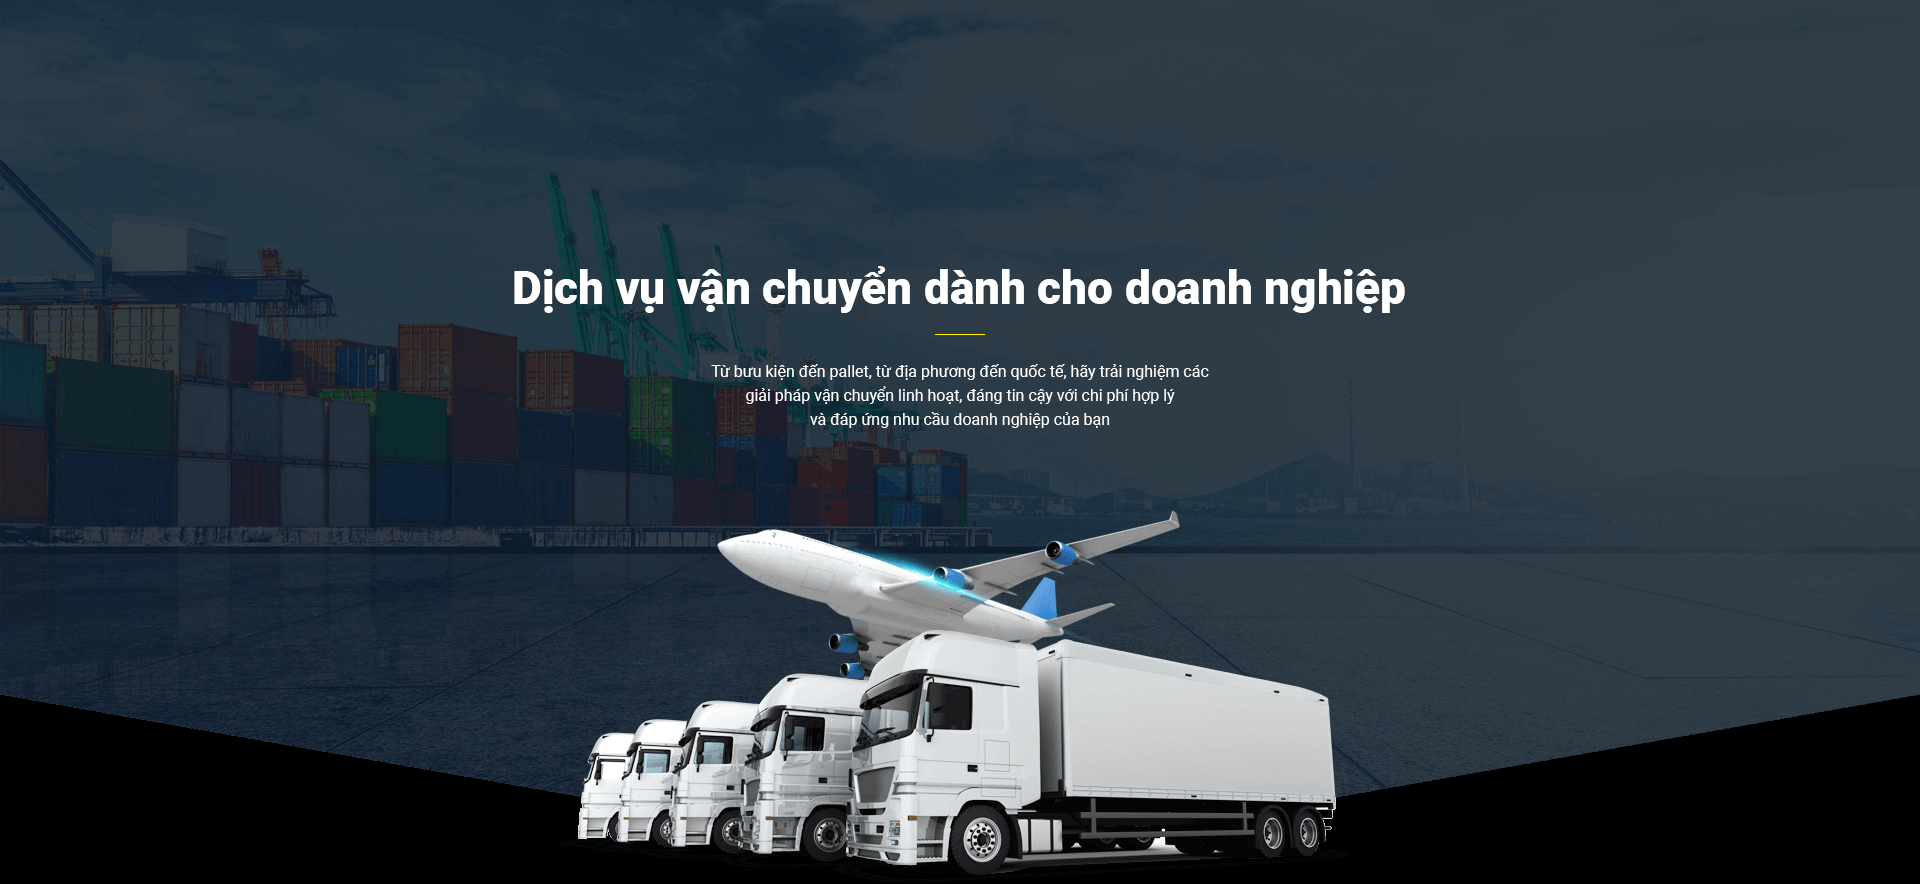 Dịch vụ vận chuyển dành cho doanh nghiệp
Từ bưu kiện đến pallet, từ địa phương đến quốc tế, hãy trải nghiệm các
giải pháp vận chuyển linh hoạt, đáng tin cậy với chi phí hợp lý
và đáp ứng nhu cầu doanh nghiệp của bạn